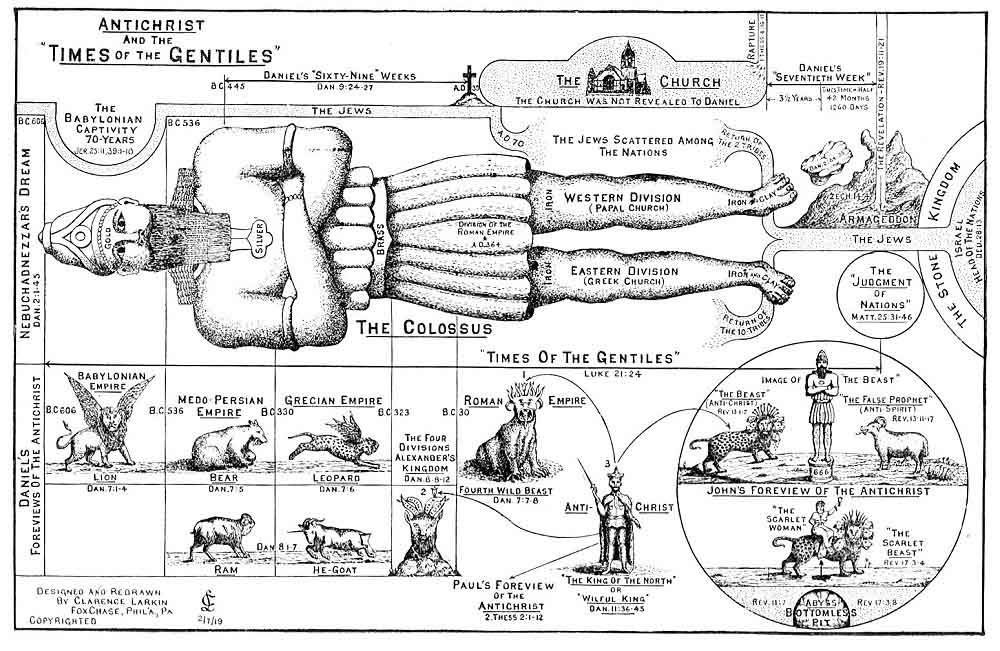 ANTICHRIST
AND THE
"TIMES OF THE GENTILES"
DANIEL'S "SIXTY-NINE" WEEKS
B.C. 445
DAN. 9:24-27
A.D. 33
THE CHURCH
THE CHURCH WAS NOT REVEALED TO DANIEL
RAPTURE
I THESS. 4:16-17
DANIEL'S
"SEVENTIETH WEEK"
3½ YEARS
TIMES TIME & HALF
42 MONTHS
1260 DAYS
THE REVELATION - REV. 19:11-21
B.C. 606
THE
BABYLONIAN
CAPTIVITY
70-YEARS
JER. 25:11, 39:1-10
B.C. 536
THE JEWS
A.D. 70
THE JEWS SCATTERED AMONG
THE NATIONS
RETURN OF
THE 2 TRIBES
NEBUCHADNEZZARS DREAM
DAN. 2:1-45
GOLD
SILVER
BRASS
DIVISION OF THE
ROMAN EMPIRE
A.D. 364
IRON
WESTERN DIVISION
(PAPAL CHURCH)
IRON & CLAY
IRON
EASTERN DIVISION
(GREEK CHURCH)
IRON AND CLAY
RETURN OF
THE 10-TRIBES
ZECH. 14:4
ARMAGEDDON
THE JEWS
THE STONE KINGDOM
ISRAEL
HEAD OF THE NATIONS
THE
"JUDGMENT
OF
NATIONS"
MATT. 25:31-46
THE COLOSSUS
"TIMES OF THE GENTILES"
LUKE 21:24
DANIELS
FOREVIEWS OF THE ANTICHRIST
BABYLONIAN
EMPIRE
B.C. 606
LION
DAN. 7:1-4
B.C. 536
MEDO-PERSIAN
EMPIRE
BEAR
DAN. 7:5
B.C. 330
GRECIAN EMPIRE
LEOPARD
DAN. 7:6
B.C. 323
THE FOUR
DIVISIONS
ALEXANDER'S
KINGDOM
DAN. 8:8-12
2
B.C. 30
1
ROMAN EMPIRE
FOURTH WILD BEAST
DAN. 7:7-8
RAM
DAN 8:1-7
HE-GOAT
3
ANTI-CHRIST
"THE KING OF THE NORTH"
OR
"WILFUL KING"
DAN. 11:36-45
PAUL'S FOREVIEW
OF THE
ANTICHRIST
2. THESS 2:1-12
IMAGE OF THE BEAST"
"THE BEAST"
(ANTI-CHRIST)
REV. 13:1-7
"THE FALSE PROPHET"
(ANTI-SPIRIT)
REV. 13:11-17
666
JOHN'S FOREVIEW OF THE ANTICHRIST
"THE
SCARLET
WOMAN"
"THE
SCARLET
BEAST"
REV 17:3-4
REV. 11:7
REV 17:3,8
ABYSS
BOTTOMLESS
PIT
DESIGNED AND REDRAWN
BY CLARENCE LARKIN
FOX CHASE, PHIL'A, PA
COPYRIGHTED
2/7/19